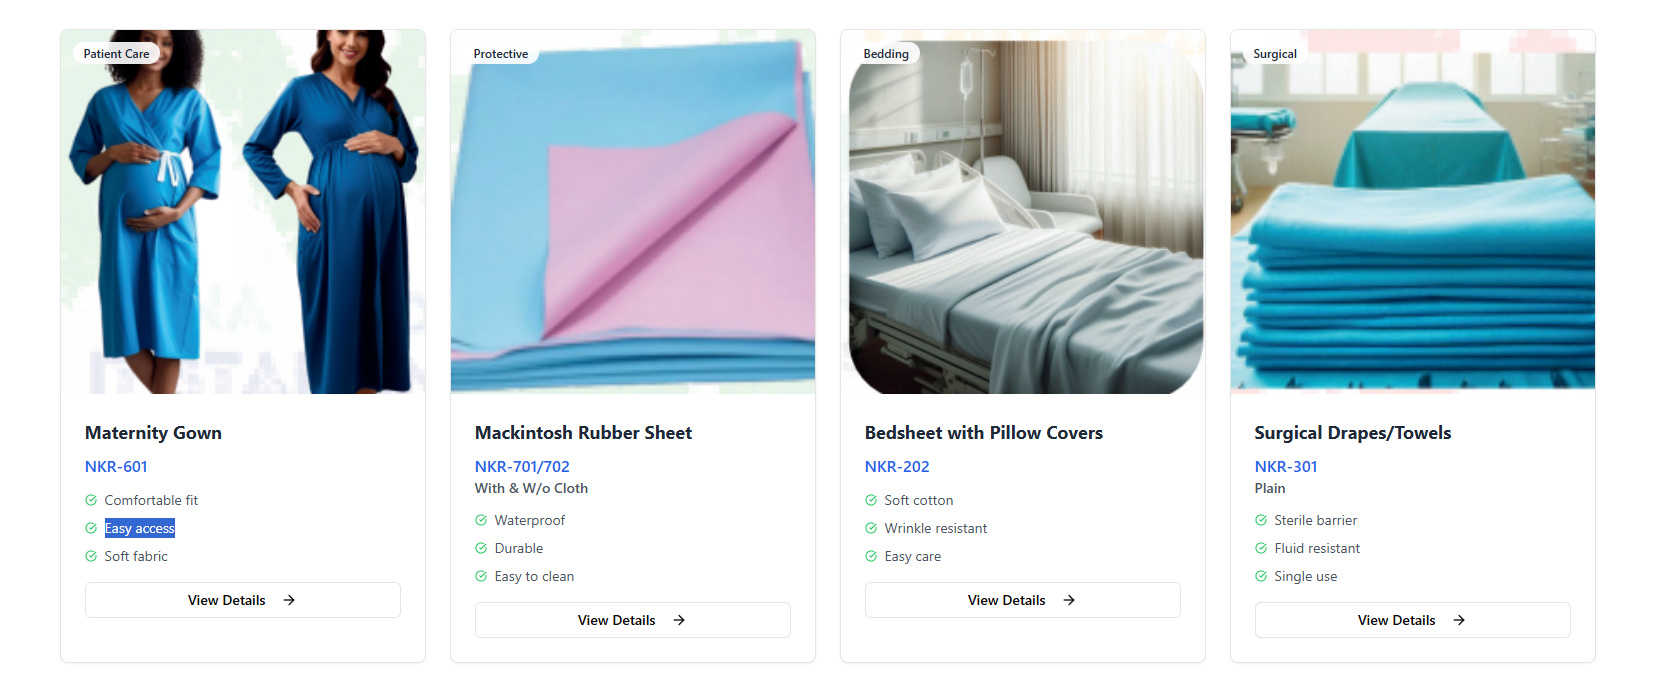 Patient Care
Maternity Gown
NKR-601
Comfortable fit
Easy access
Soft fabric
View Details
Protective
Mackintosh Rubber Sheet
NKR-701/702
With & W/o Cloth
Waterproof
Durable
Easy to clean
View Details
Bedding
Bedsheet with Pillow Covers
NKR-202
Soft cotton
Wrinkle resistant
Easy care
View Details
Surgical
Surgical Drapes/Towels
NKR-301
Plain
Sterile barrier
Fluid resistant
Single use
View Details